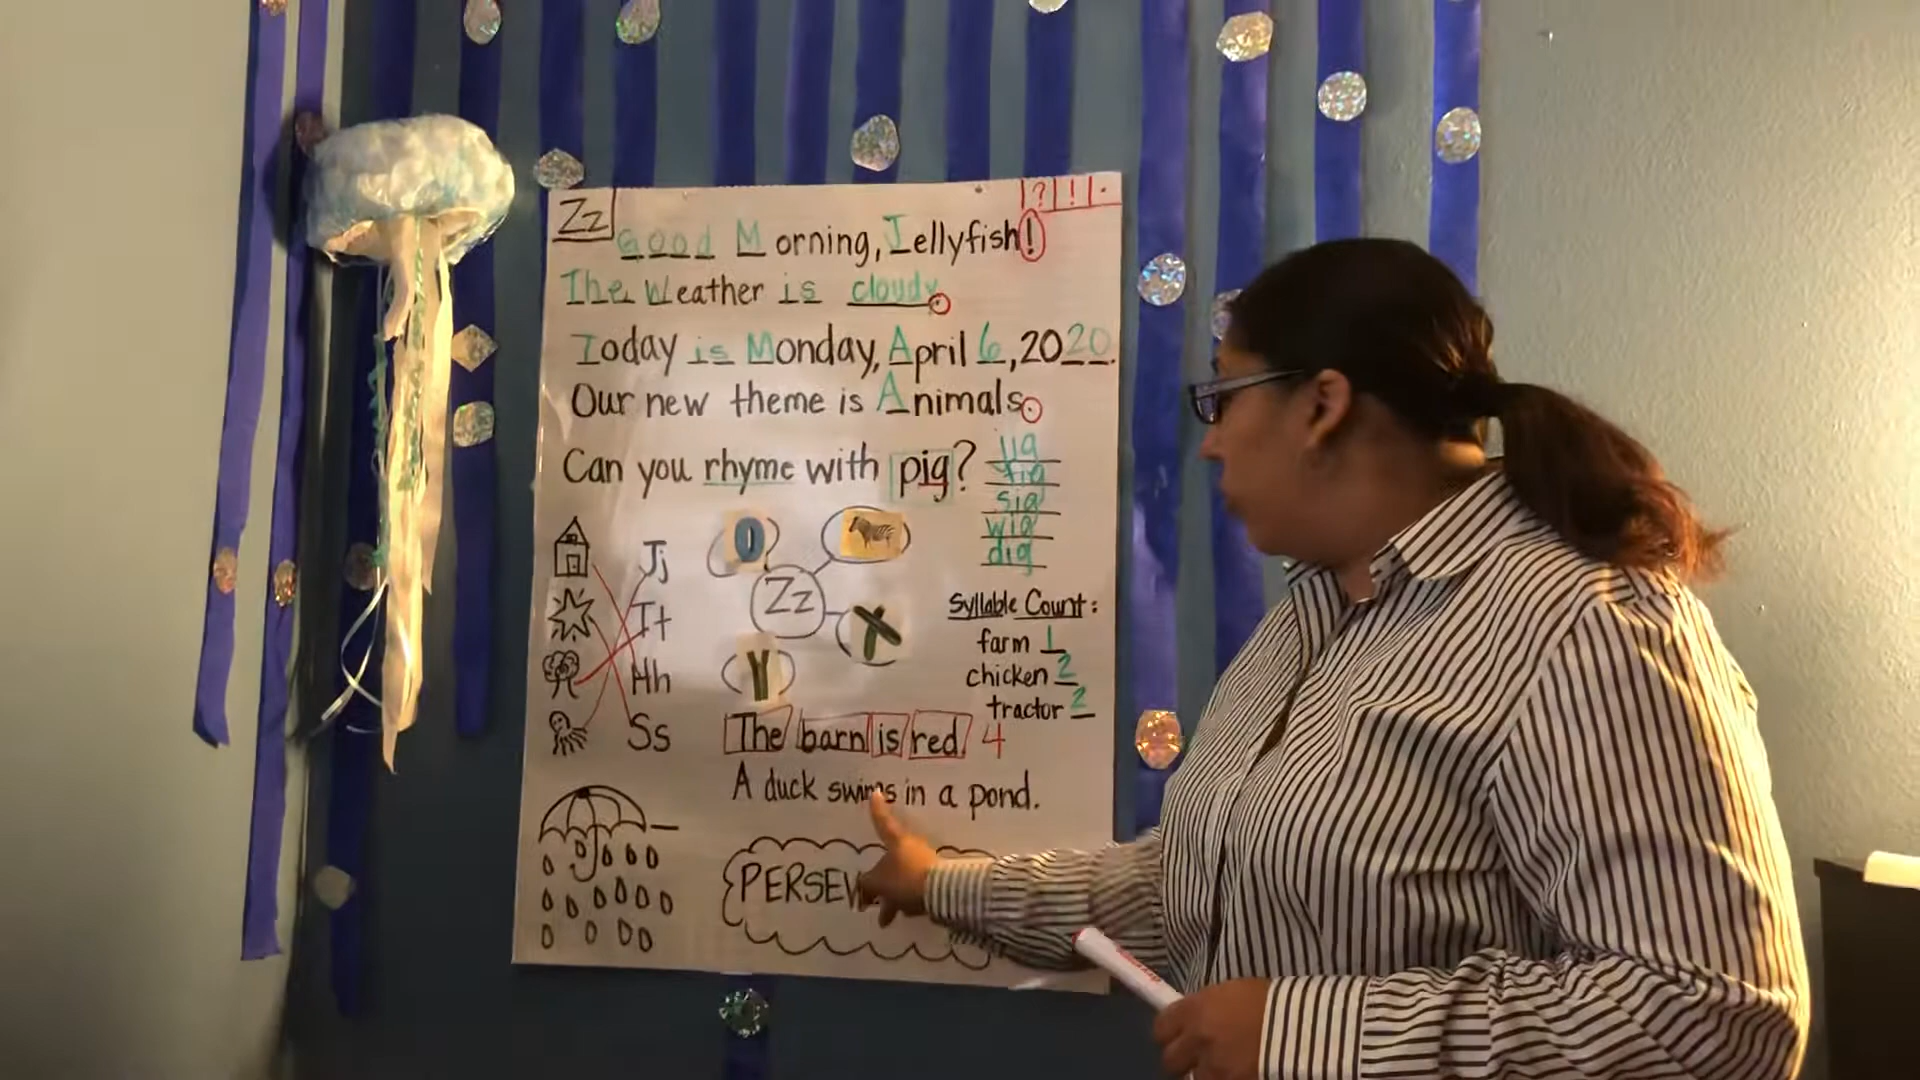 Zz
? ! .
Good Morning, Jellyfish!
The Weather is cloudy.
Today is Monday, April 6, 2020.
Our new theme is Animals.
Can you rhyme with pig?
jig
fig
sig
wig
dig
Jj
Tt
Hh
Ss
Zz
Syllable Count:
farm 1
chicken 2
tractor 2
The barn is red. 4
A duck swims in a pond.